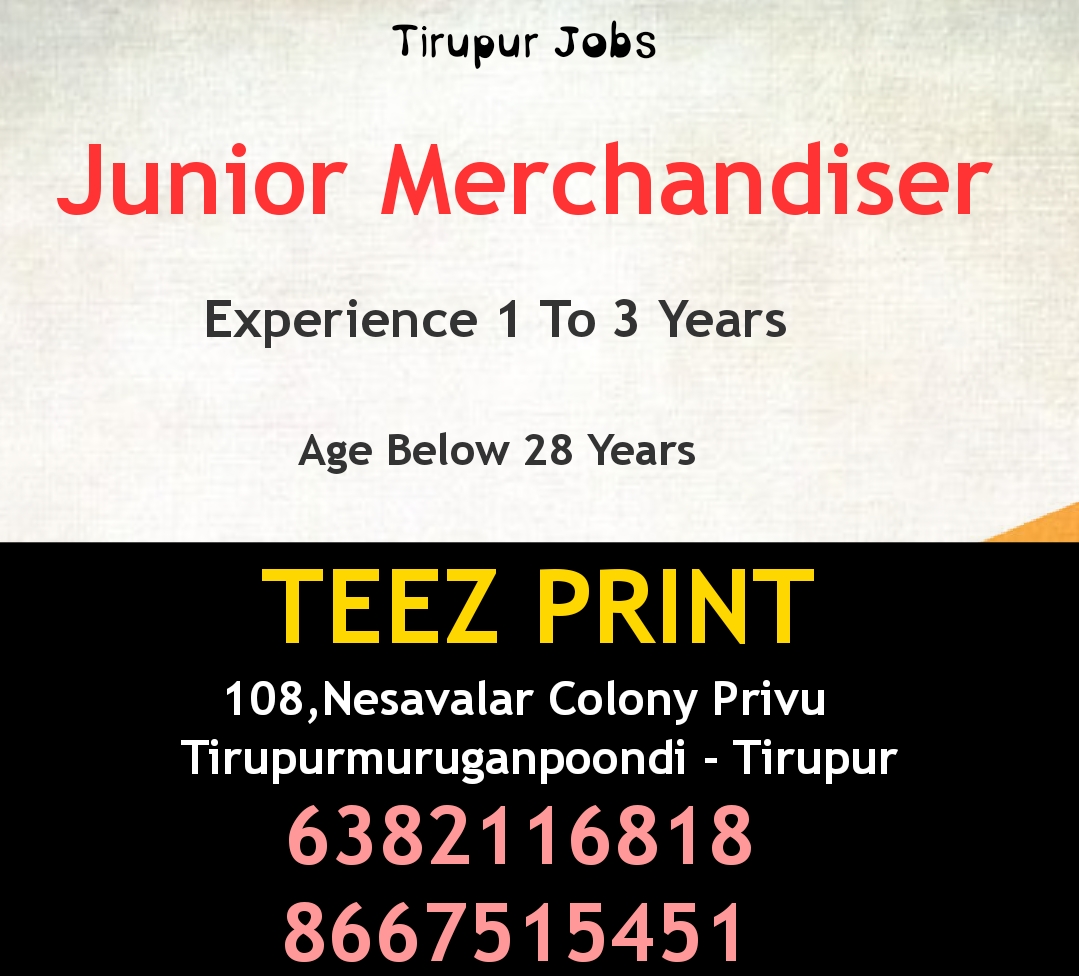 Tirupur Jobs
Junior Merchandiser
Experience 1 To 3 Years
Age Below 28 Years
TEEZ PRINT
108,Nesavalar Colony Privu
Tirupurmuruganpoondi - Tirupur
6382116818
8667515451